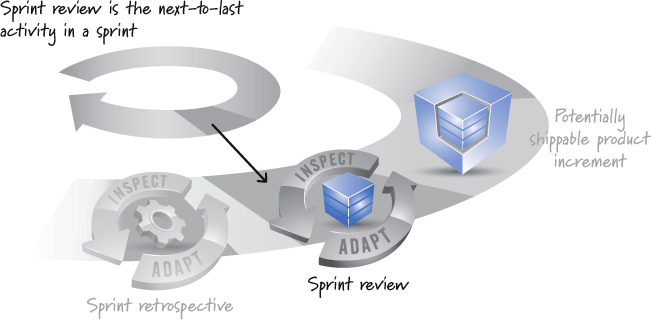 Sprint review is the next-to-last
activity in a sprint
Potentially
shippable product
increment
INSPECT
ADAPT
INSPECT
ADAPT
Sprint review
Sprint retrospective